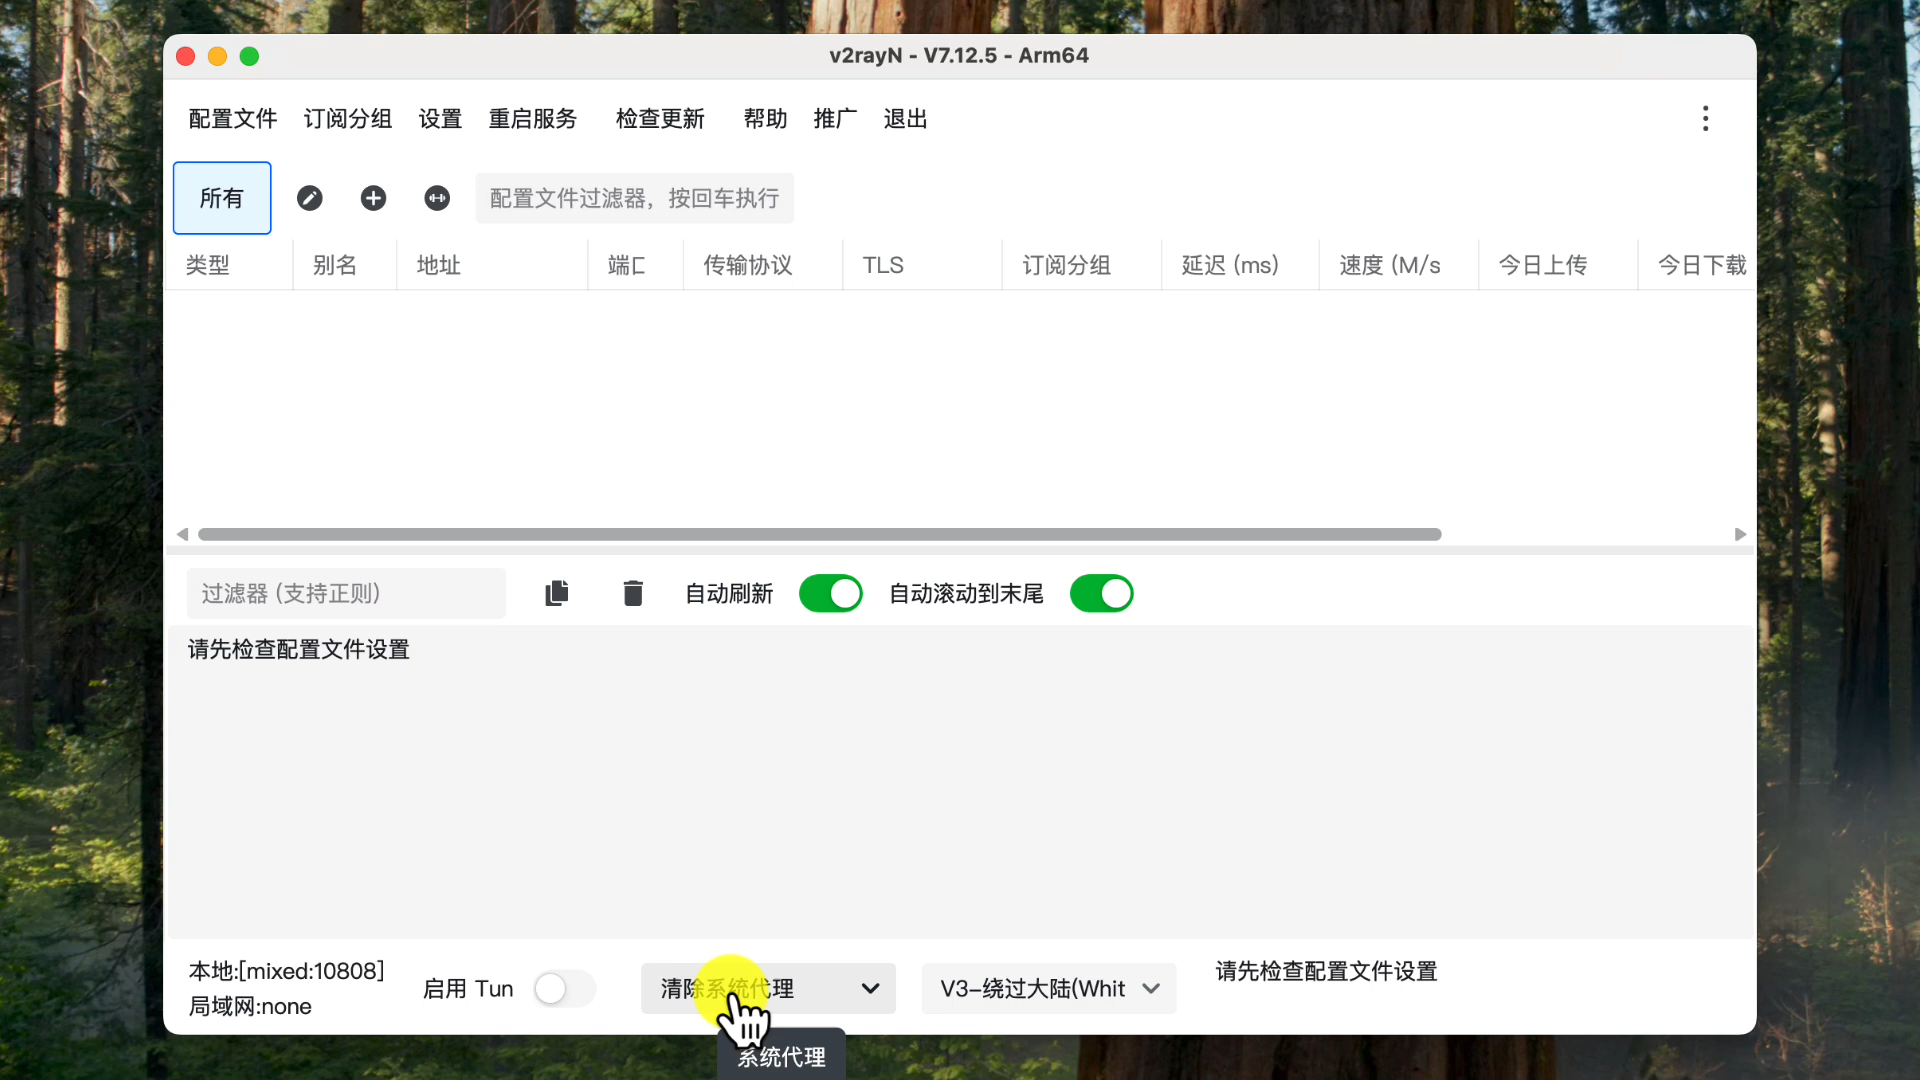 v2rayN - V7.12.5 - Arm64
配置文件 订阅分组 设置 重启服务 检查更新 帮助 推广 退出
所有 配置文件过滤器，按回车执行
类型 别名 地址 端口 传输协议 TLS 订阅分组 延迟 (ms) 速度 (M/s 今日上传 今日下载
过滤器 (支持正则) 自动刷新 自动滚动到末尾
请先检查配置文件设置
本地:[mixed:10808]
局域网:none
启用 Tun 清除系统代理 V3-绕过大陆(Whit
请先检查配置文件设置
系统代理